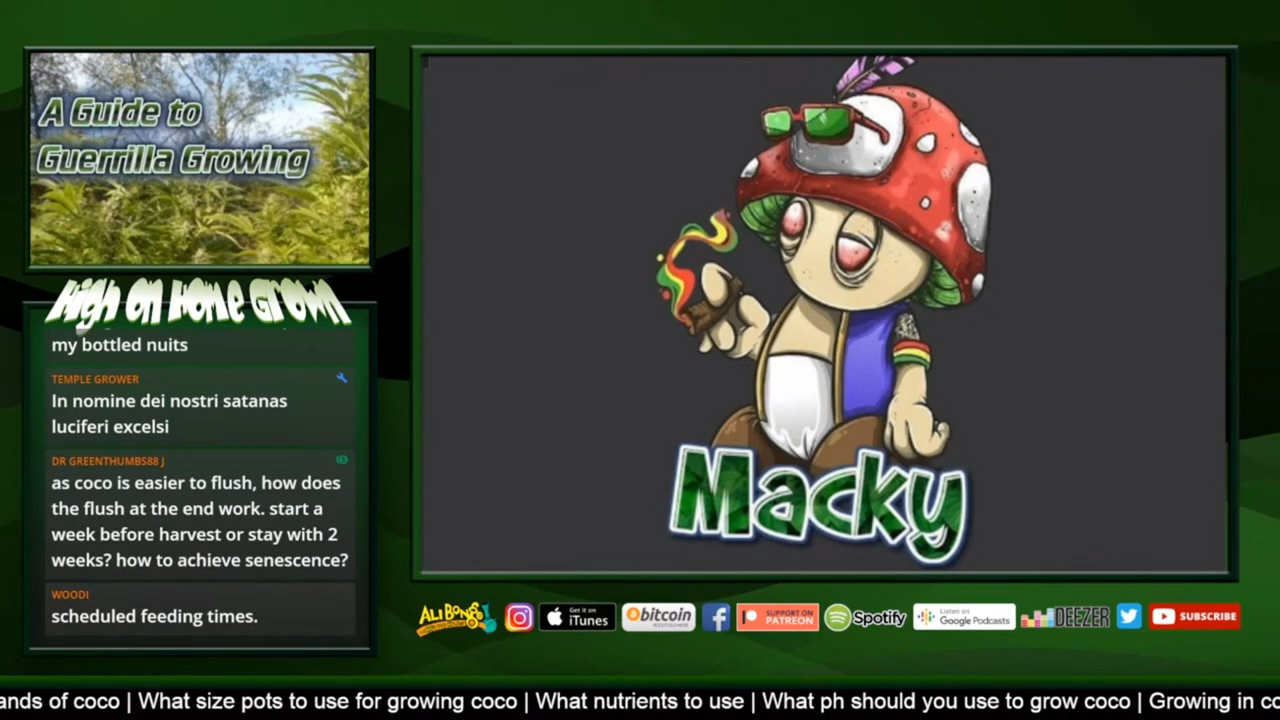 A Guide to
Guerrilla Growing
High on Home Grown
my bottled nuits
TEMPLE GROWER
In nomine dei nostri satanas
luciferi excelsi
DR GREENTHUMBS88 J
as coco is easier to flush, how does
the flush at the end work. start a
week before harvest or stay with 2
weeks? how to achieve senescence?
WOODI
scheduled feeding times.
Macky
ALI BONGO
Get it on
iTunes
bitcoin
ACCEPTED HERE
SUPPORT ON
PATREON
Spotify
Listen on
Google Podcasts
DEEZER
SUBSCRIBE
ands of coco | What size pots to use for growing coco | What nutrients to use | What ph should you use to grow coco | Growing in co